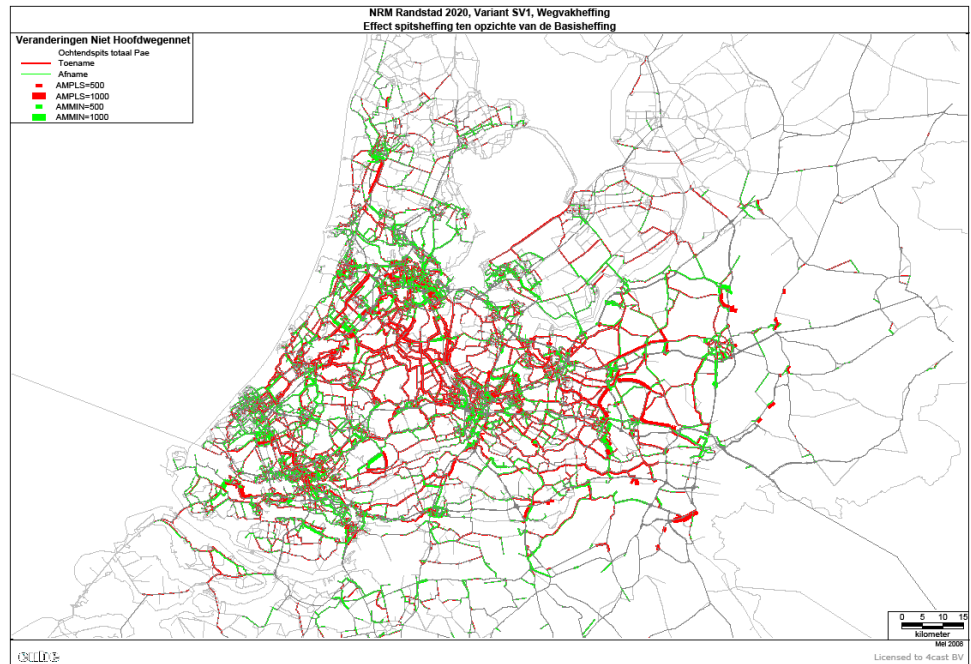 NRM Randstad 2020, Variant SV1, Wegvakheffing
Effect spitsheffing ten opzichte van de Basisheffing
Veranderingen Niet Hoofdwegennet
Ochtendspits totaal Pae
Toename
Afname
AMPLS=500
AMPLS=1000
AMMIN=500
AMMIN=1000
0 5 10 15
kilometer
Mei 2008
cube
Licensed to 4cast BV